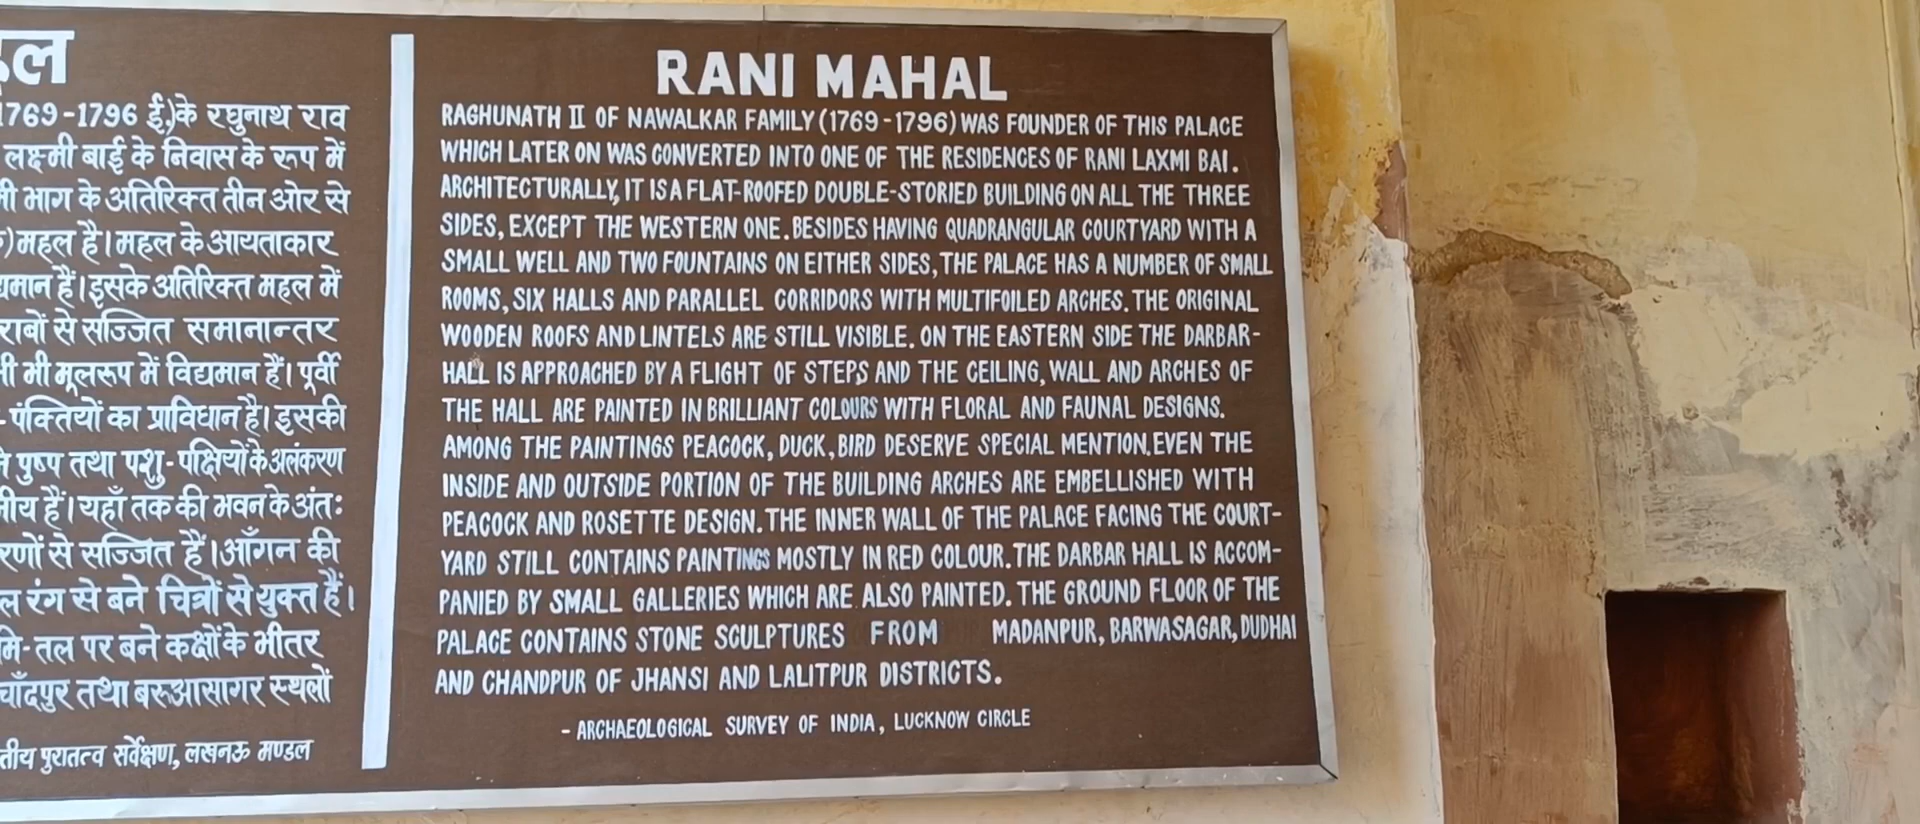 हल
1769-1796 ई.)के रघुनाथ राव
लक्ष्मी बाई के निवास के रूप में
भी भाग के अतिरिक्त तीन ओर से
महल है। महल के आयताकार
द्यमान हैं। इसके अतिरिक्त महल में
राबों से सज्जित समानान्तर
भी मूलरूप में विद्यमान हैं। पूर्वी
-पंक्तियों का प्राविधान है। इसकी
पुष्प तथा पशु-पक्षियों के अलंकरण
नीय हैं। यहाँ तक की भवन के अंतः
रणों से सज्जित हैं। आँगन की
ल रंग से बने चित्रों से युक्त हैं।
मि-तल पर बने कक्षों के भीतर
चाँदपुर तथा बरूआसागर स्थलों
तीय पुरातत्व सर्वेक्षण, लखनऊ मण्डल
RANI MAHAL
RAGHUNATH II OF NAWALKAR FAMILY (1769-1796) WAS FOUNDER OF THIS PALACE
WHICH LATER ON WAS CONVERTED INTO ONE OF THE RESIDENCES OF RANI LAXMI BAI.
ARCHITECTURALLY, IT IS A FLAT-ROOFED DOUBLE-STORIED BUILDING ON ALL THE THREE
SIDES, EXCEPT THE WESTERN ONE. BESIDES HAVING QUADRANGULAR COURTYARD WITH A
SMALL WELL AND TWO FOUNTAINS ON EITHER SIDES, THE PALACE HAS A NUMBER OF SMALL
ROOMS, SIX HALLS AND PARALLEL CORRIDORS WITH MULTIFOILED ARCHES. THE ORIGINAL
WOODEN ROOFS AND LINTELS ARE STILL VISIBLE. ON THE EASTERN SIDE THE DARBAR-
HALL IS APPROACHED BY A FLIGHT OF STEPS AND THE CEILING, WALL AND ARCHES OF
THE HALL ARE PAINTED IN BRILLIANT COLOURS WITH FLORAL AND FAUNAL DESIGNS.
AMONG THE PAINTINGS PEACOCK, DUCK, BIRD DESERVE SPECIAL MENTION. EVEN THE
INSIDE AND OUTSIDE PORTION OF THE BUILDING ARCHES ARE EMBELLISHED WITH
PEACOCK AND ROSETTE DESIGN. THE INNER WALL OF THE PALACE FACING THE COURT-
YARD STILL CONTAINS PAINTINGS MOSTLY IN RED COLOUR. THE DARBAR HALL IS ACCOM-
PANIED BY SMALL GALLERIES WHICH ARE ALSO PAINTED. THE GROUND FLOOR OF THE
PALACE CONTAINS STONE SCULPTURES FROM MADANPUR, BARWASAGAR, DUDHAI
AND CHANDPUR OF JHANSI AND LALITPUR DISTRICTS.
- ARCHAEOLOGICAL SURVEY OF INDIA, LUCKNOW CIRCLE